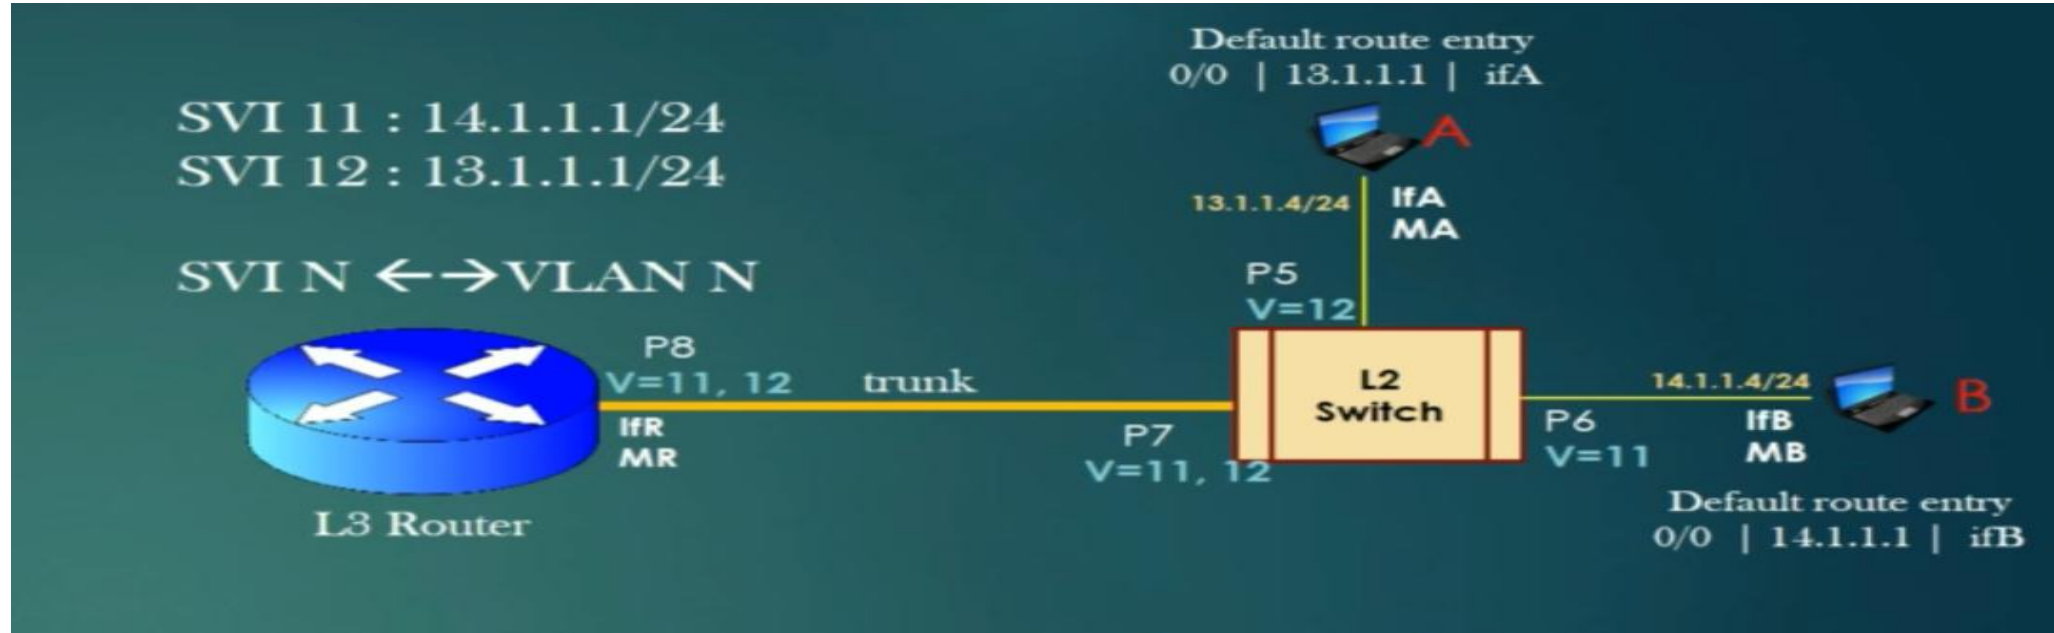 Default route entry
0/0 | 13.1.1.1 | ifA
SVI 11 : 14.1.1.1/24
SVI 12 : 13.1.1.1/24
A
13.1.1.4/24
IfA
MA
SVI N ←→VLAN N
P5
V=12
P8
V=11, 12
trunk
IfR
MR
L3 Router
L2
Switch
P7
V=11, 12
14.1.1.4/24
B
P6
V=11
IfB
MB
Default route entry
0/0 | 14.1.1.1 | ifB